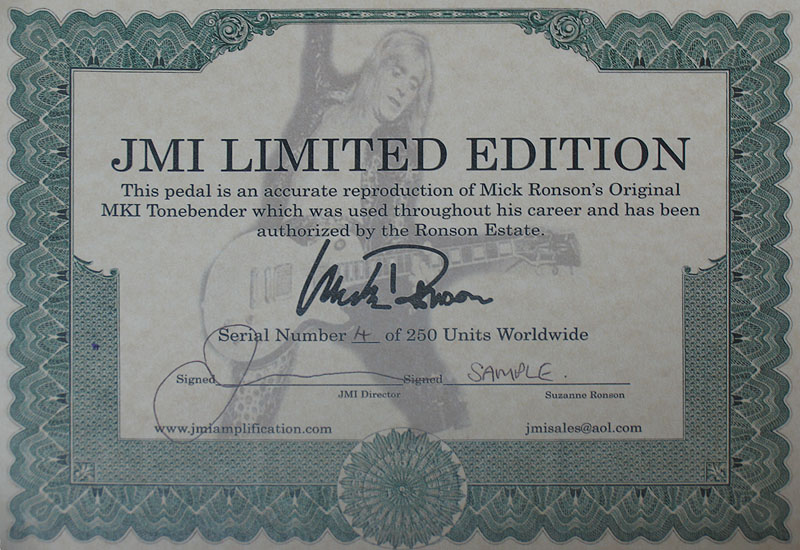 JMI LIMITED EDITION
This pedal is an accurate reproduction of Mick Ronson's Original
MKI Tonebender which was used throughout his career and has been
authorized by the Ronson Estate.
Mick Ronson
Serial Number 4 of 250 Units Worldwide
Signed Signed SAMPLE.
JMI Director Suzanne Ronson
www.jmiamplification.com jmisales@aol.com